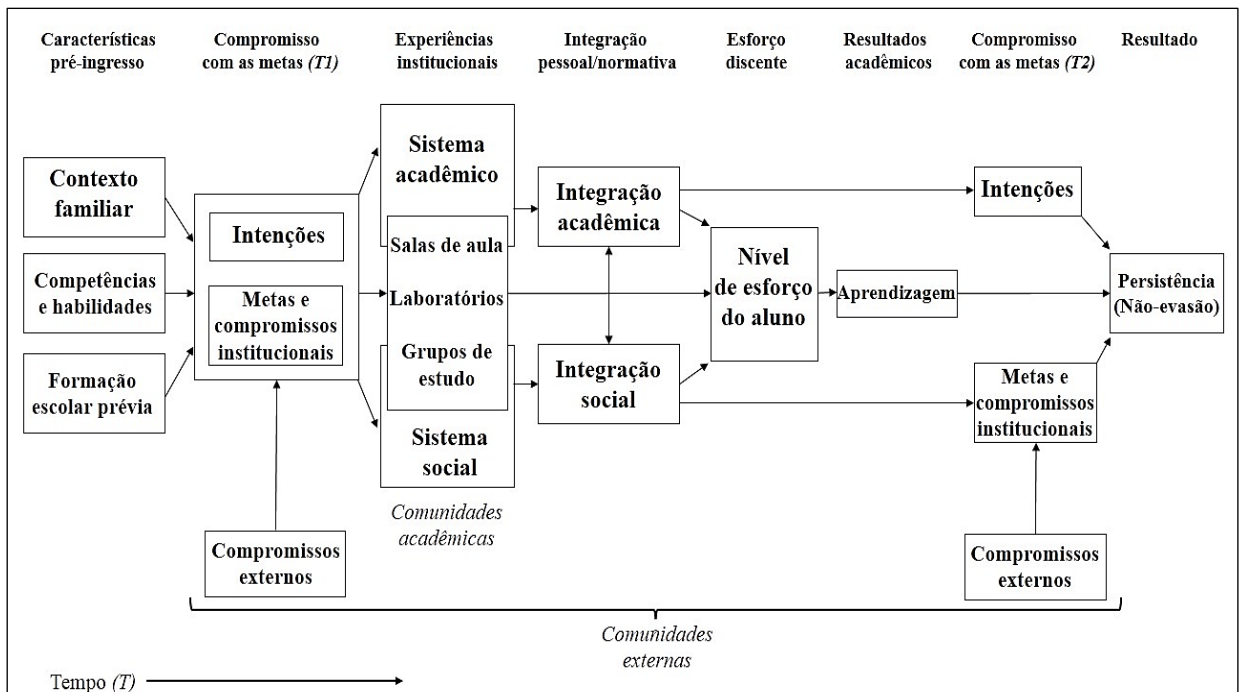 Características
pré-ingresso
Compromisso
com as metas (T1)
Experiências
institucionais
Integração
pessoal/normativa
Esforço
discente
Resultados
acadêmicos
Compromisso
com as metas (T2)
Resultado
Contexto
familiar
Competências
e habilidades
Formação
escolar prévia
Intenções
Metas e
compromissos
institucionais
Compromissos
externos
Sistema
acadêmico
Salas de aula
Laboratórios
Grupos de
estudo
Sistema
social
Comunidades
acadêmicas
Integração
acadêmica
Integração
social
Nível
de esforço
do aluno
Aprendizagem
Intenções
Metas e
compromissos
institucionais
Compromissos
externos
Persistência
(Não-evasão)
Comunidades
externas
Tempo (T)